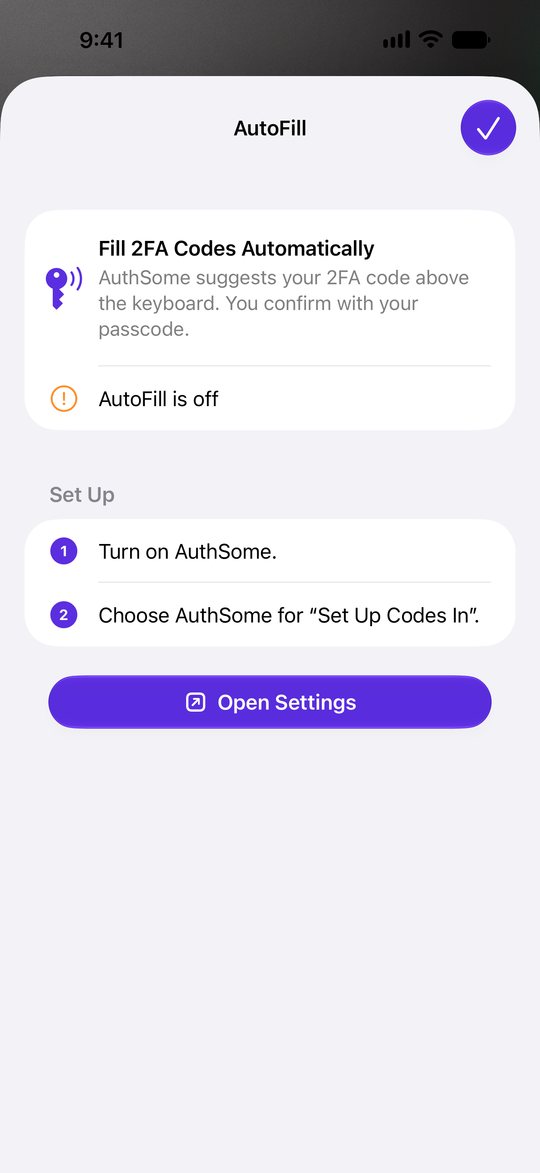 9:41
AutoFill
Fill 2FA Codes Automatically
AuthSome suggests your 2FA code above
the keyboard. You confirm with your
passcode.
AutoFill is off
Set Up
1 Turn on AuthSome.
2 Choose AuthSome for “Set Up Codes In”.
Open Settings